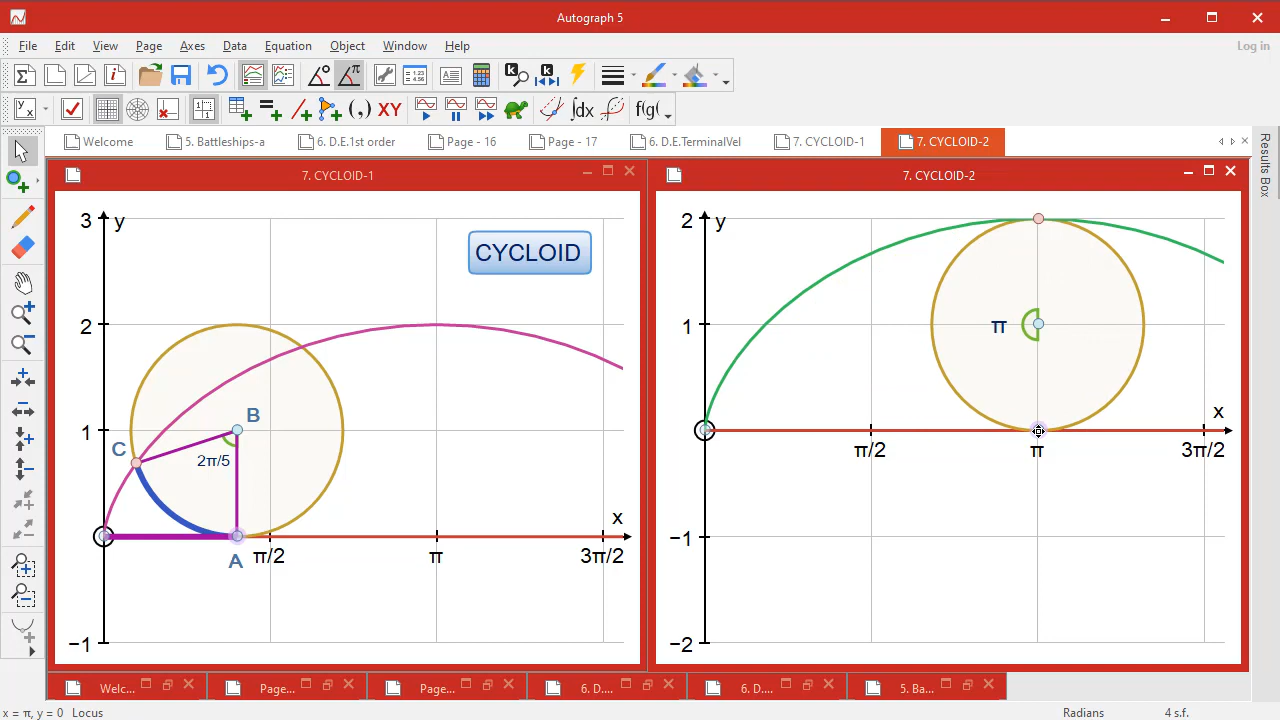 Autograph 5
File Edit View Page Axes Data Equation Object Window Help Log in
Welcome 5. Battleships-a 6. D.E.1st order Page - 16 Page - 17 6. D.E.TerminalVel 7. CYCLOID-1 7. CYCLOID-2
Results Box
7. CYCLOID-1
3 y
CYCLOID
2
B
1
C
2π/5
x
A π/2 π 3π/2
−1
7. CYCLOID-2
2 y
1
π
x
π/2 π 3π/2
−1
−2
Welc... Page... Page... 6. D.... 6. D.... 5. Ba...
x = π, y = 0 Locus Radians 4 s.f.